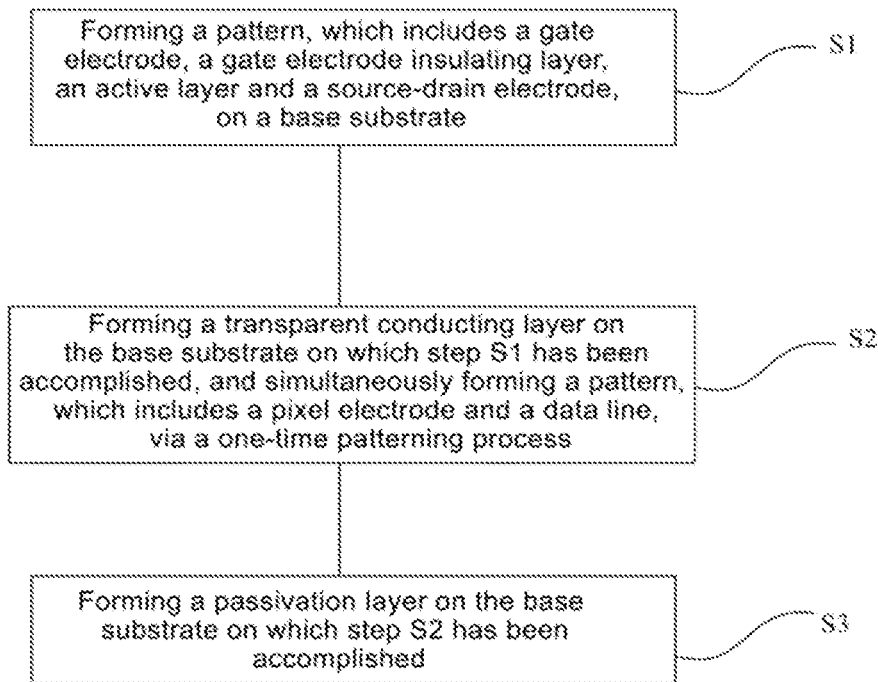 Forming a pattern, which includes a gate
electrode, a gate electrode insulating layer,
an active layer and a source-drain electrode,
on a base substrate
S1
Forming a transparent conducting layer on
the base substrate on which step S1 has been
accomplished, and simultaneously forming a pattern,
which includes a pixel electrode and a data line,
via a one-time patterning process
S2
Forming a passivation layer on the base
substrate on which step S2 has been
accomplished
S3